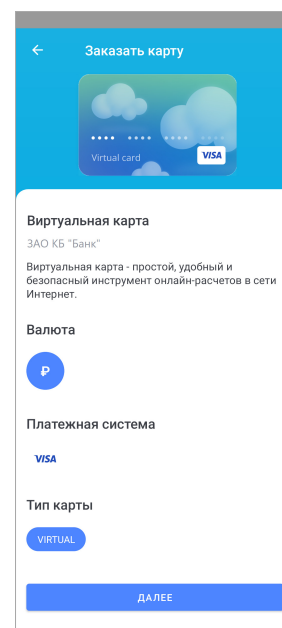 Заказать карту
Virtual card
VISA
Виртуальная карта
ЗАО КБ "Банк"
Виртуальная карта - простой, удобный и
безопасный инструмент онлайн-расчетов в сети
Интернет.
Валюта
₽
Платежная система
VISA
Тип карты
VIRTUAL
ДАЛЕЕ